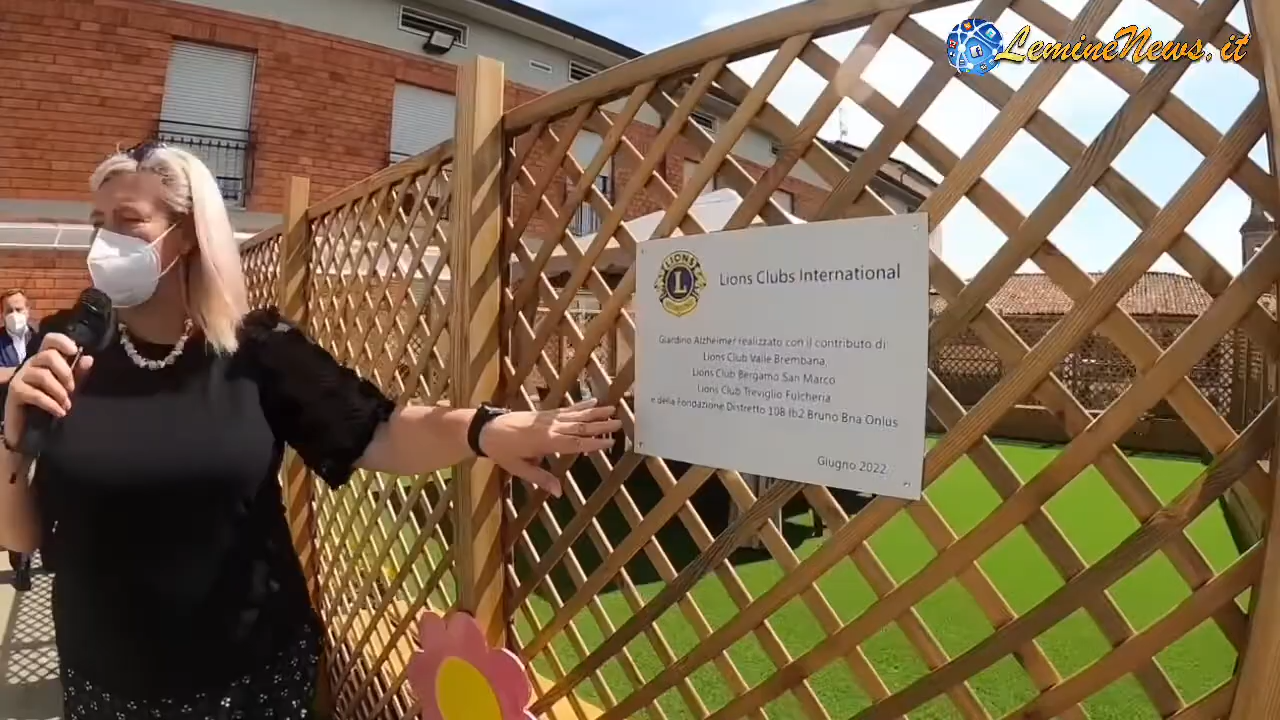 LemineNews.it
LIONS
L
Lions Clubs International
Giardino Alzheimer realizzato con il contributo di
Lions Club Valle Brembana
Lions Club Bergamo San Marco
Lions Club Treviglio Fulcheria
e della Fondazione Distretto 108 Ib2 Bruno Bna Onlus
Giugno 2022